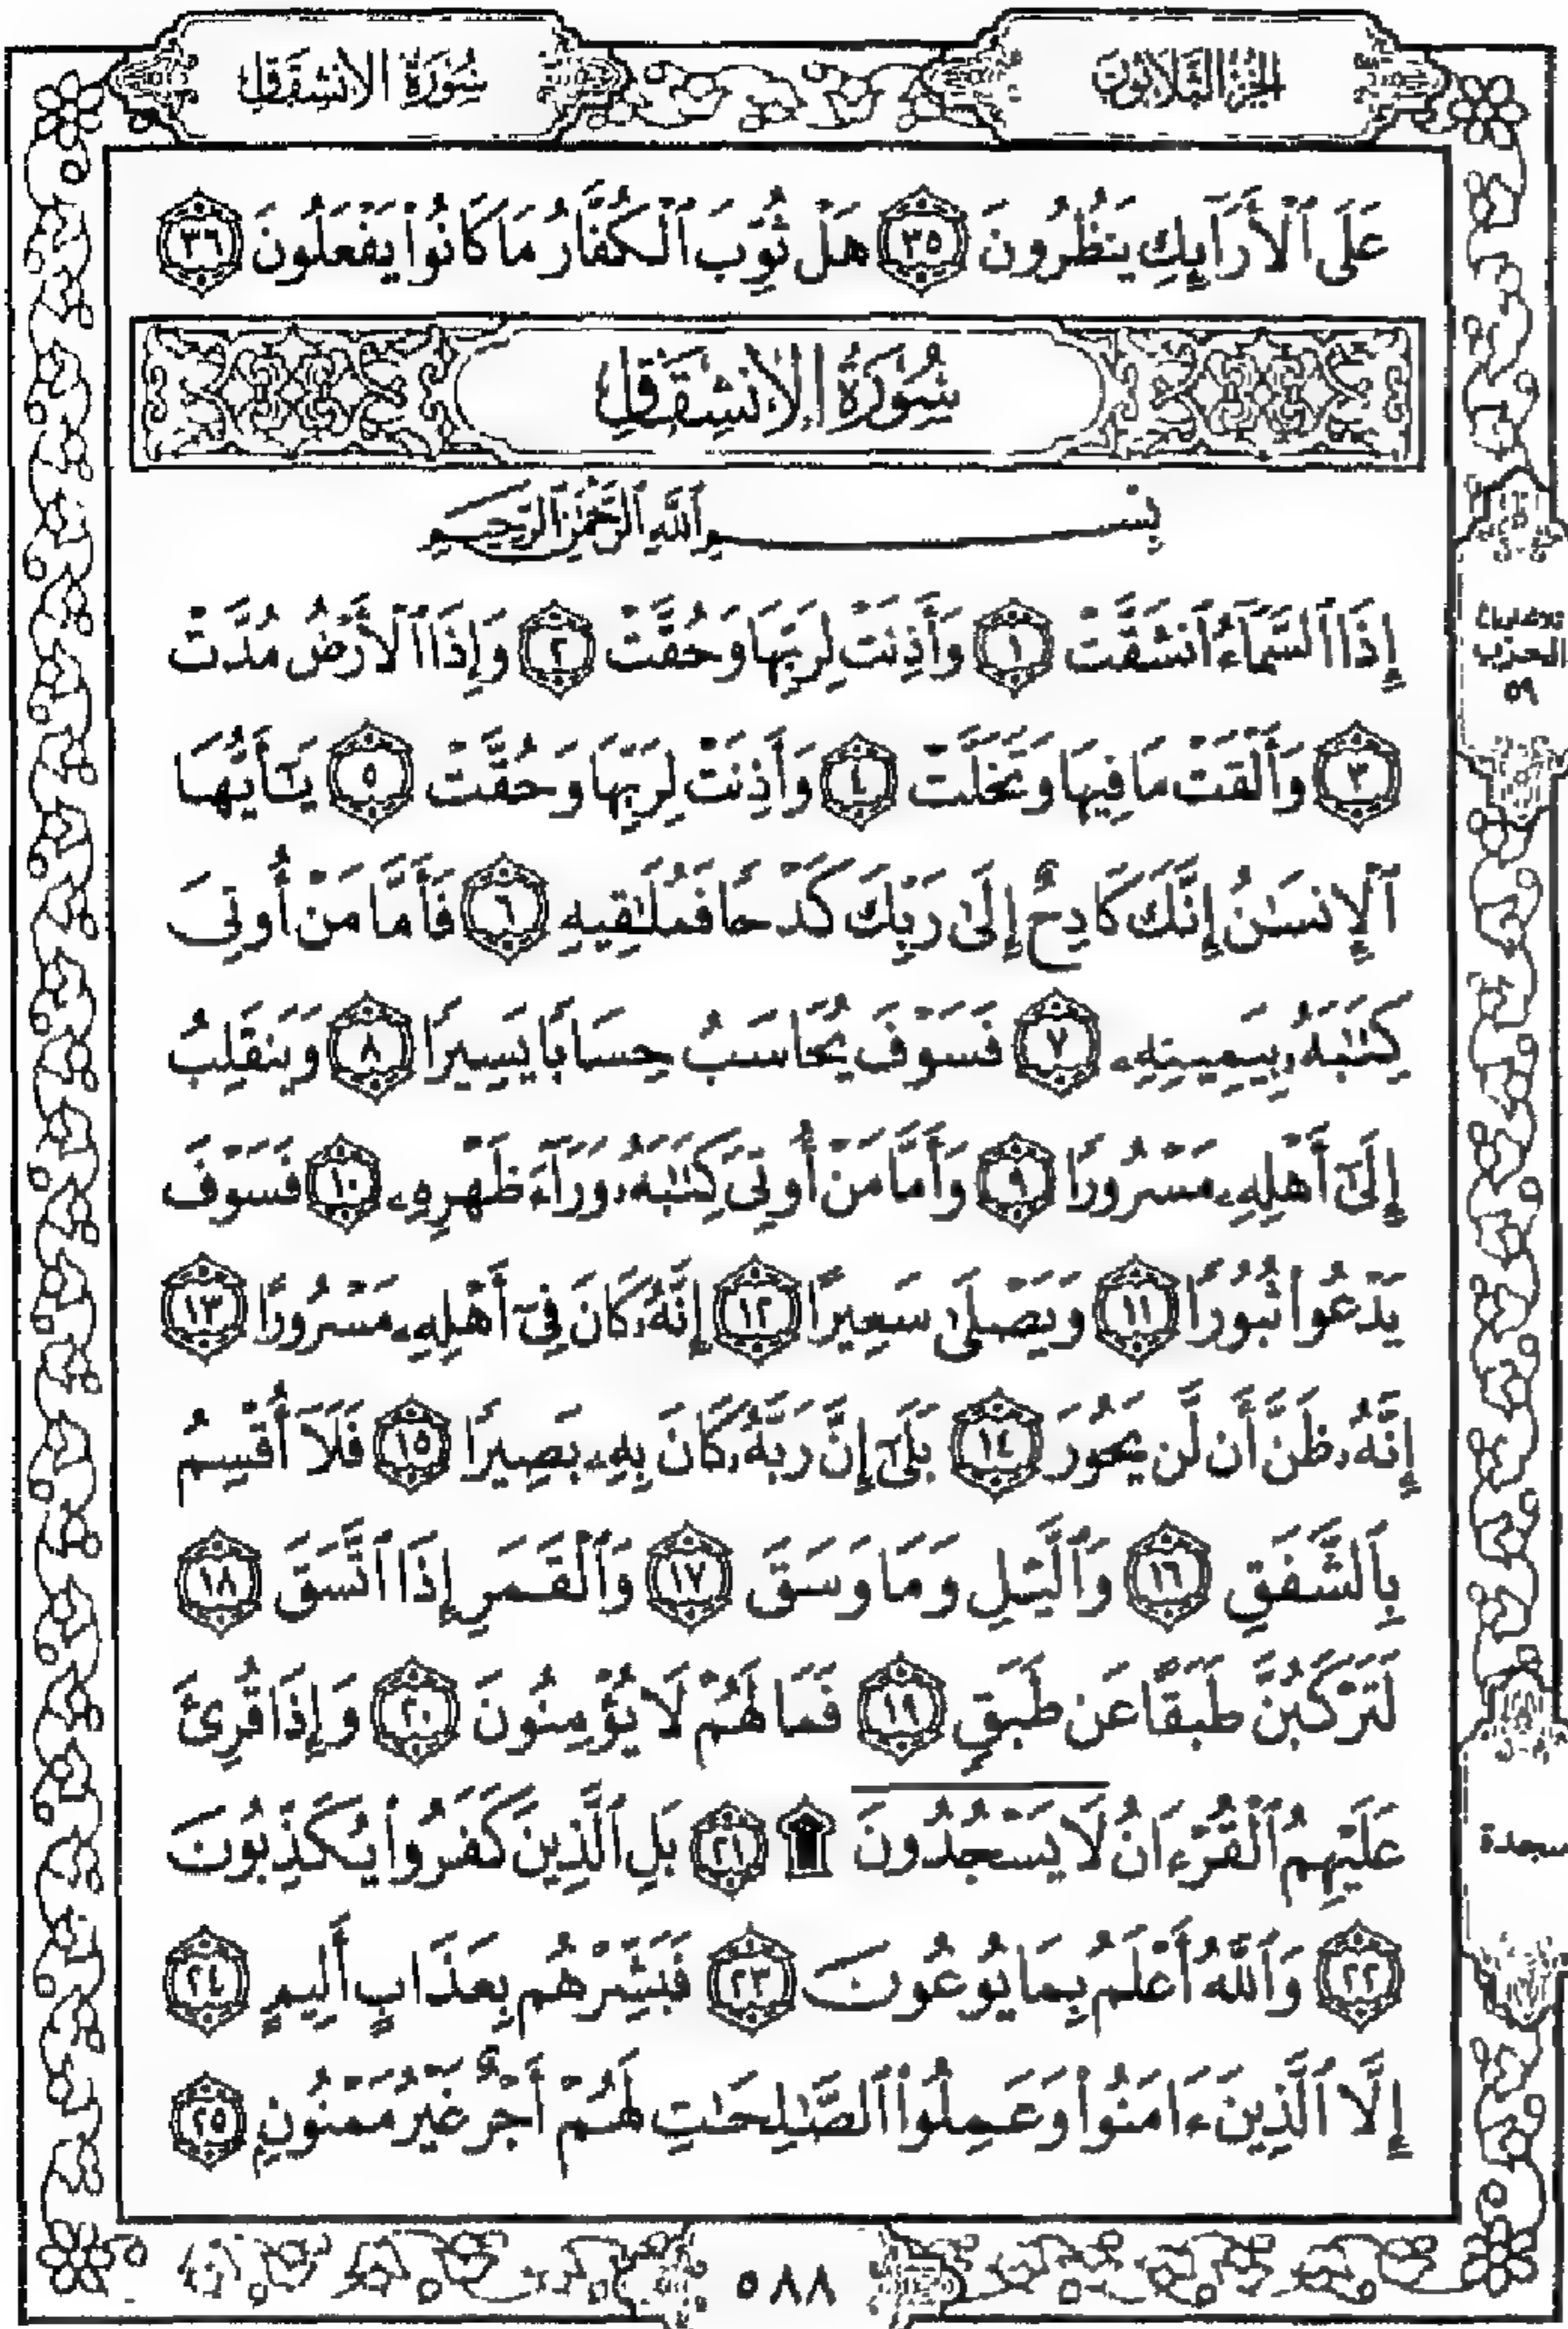 الجزء الثلاثون
سورة الانشقاق
عَلَى ٱلْأَرَآئِكِ يَنظُرُونَ ٣٥ هَلْ ثُوِّبَ ٱلْكُفَّارُ مَا كَانُوا۟ يَفْعَلُونَ ٣٦
سُورَةُ الِانشِقَاقِ
بِسْمِ ٱللَّهِ ٱلرَّحْمَٰنِ ٱلرَّحِيمِ
إِذَا ٱلسَّمَآءُ ٱنشَقَّتْ ١ وَأَذِنَتْ لِرَبِّهَا وَحُقَّتْ ٢ وَإِذَا ٱلْأَرْضُ مُدَّتْ
٣ وَأَلْقَتْ مَا فِيهَا وَتَخَلَّتْ ٤ وَأَذِنَتْ لِرَبِّهَا وَحُقَّتْ ٥ يَٰٓأَيُّهَا
ٱلْإِنسَٰنُ إِنَّكَ كَادِحٌ إِلَىٰ رَبِّكَ كَدْحًا فَمُلَٰقِيهِ ٦ فَأَمَّا مَنْ أُوتِىَ
كِتَٰبَهُۥ بِيَمِينِهِۦ ٧ فَسَوْفَ يُحَاسَبُ حِسَابًا يَسِيرًا ٨ وَيَنقَلِبُ
إِلَىٰٓ أَهْلِهِۦ مَسْرُورًا ٩ وَأَمَّا مَنْ أُوتِىَ كِتَٰبَهُۥ وَرَآءَ ظَهْرِهِۦ ١٠ فَسَوْفَ
يَدْعُوا۟ ثُبُورًا ١١ وَيَصْلَىٰ سَعِيرًا ١٢ إِنَّهُۥ كَانَ فِىٓ أَهْلِهِۦ مَسْرُورًا ١٣
إِنَّهُۥ ظَنَّ أَن لَّن يَحُورَ ١٤ بَلَىٰٓ إِنَّ رَبَّهُۥ كَانَ بِهِۦ بَصِيرًا ١٥ فَلَآ أُقْسِمُ
بِٱلشَّفَقِ ١٦ وَٱلَّيْلِ وَمَا وَسَقَ ١٧ وَٱلْقَمَرِ إِذَا ٱتَّسَقَ ١٨
لَتَرْكَبُنَّ طَبَقًا عَن طَبَقٍ ١٩ فَمَا لَهُمْ لَا يُؤْمِنُونَ ٢٠ وَإِذَا قُرِئَ
عَلَيْهِمُ ٱلْقُرْءَانُ لَا يَسْجُدُونَ ۩ ٢١ بَلِ ٱلَّذِينَ كَفَرُوا۟ يُكَذِّبُونَ
٢٢ وَٱللَّهُ أَعْلَمُ بِمَا يُوعُونَ ٢٣ فَبَشِّرْهُم بِعَذَابٍ أَلِيمٍ ٢٤
إِلَّا ٱلَّذِينَ ءَامَنُوا۟ وَعَمِلُوا۟ ٱلصَّٰلِحَٰتِ لَهُمْ أَجْرٌ غَيْرُ مَمْنُونٍ ٢٥
الحزب
٥٩
سجدة
٥٨٨